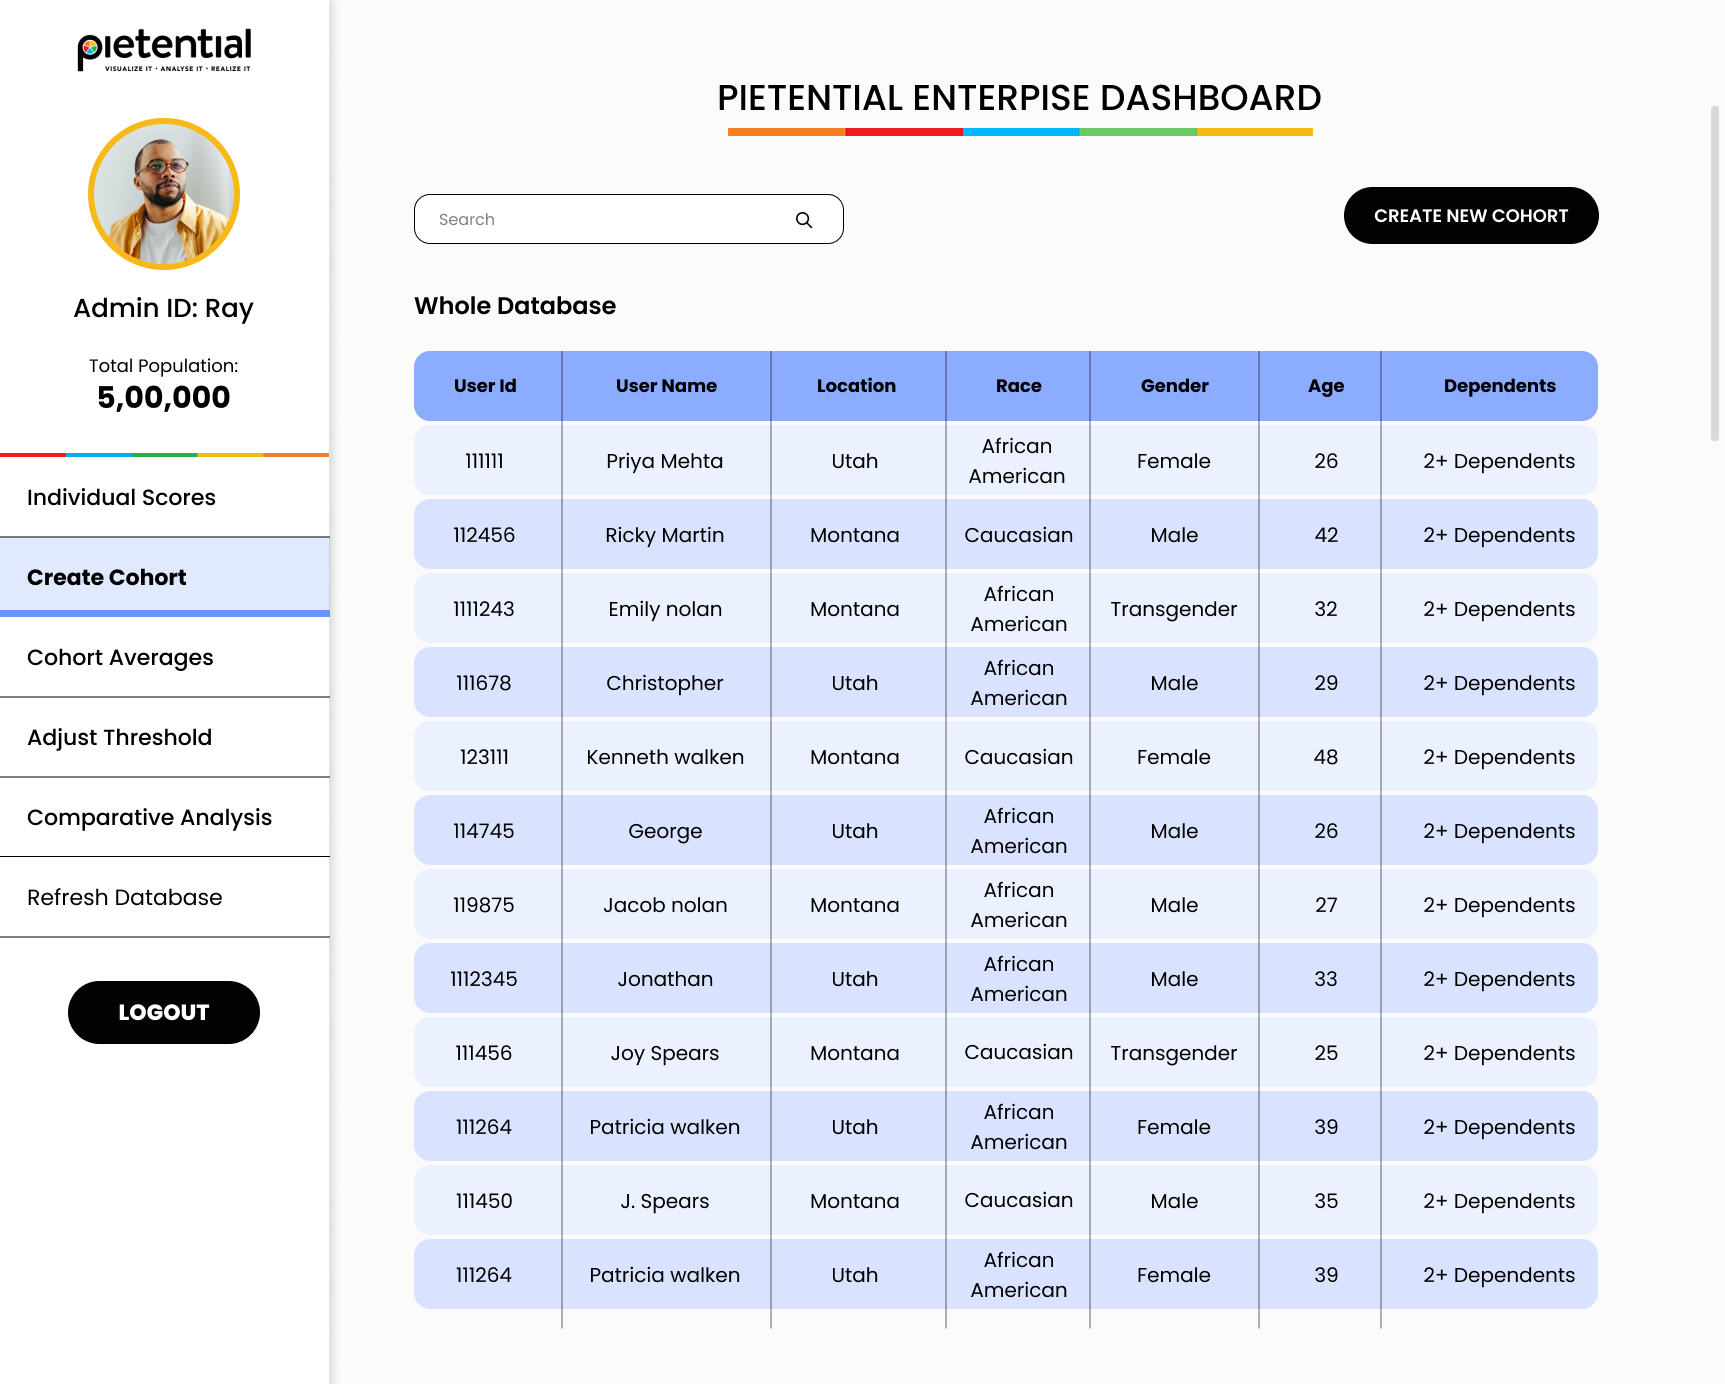 pietential
VISUALIZE IT • ANALYSE IT • REALIZE IT
Admin ID: Ray
Total Population:
5,00,000
Individual Scores
Create Cohort
Cohort Averages
Adjust Threshold
Comparative Analysis
Refresh Database
LOGOUT
PIETENTIAL ENTERPISE DASHBOARD
Search
CREATE NEW COHORT
Whole Database
User Id User Name Location Race Gender Age Dependents
111111 Priya Mehta Utah African American Female 26 2+ Dependents
112456 Ricky Martin Montana Caucasian Male 42 2+ Dependents
1111243 Emily nolan Montana African American Transgender 32 2+ Dependents
111678 Christopher Utah African American Male 29 2+ Dependents
123111 Kenneth walken Montana Caucasian Female 48 2+ Dependents
114745 George Utah African American Male 26 2+ Dependents
119875 Jacob nolan Montana African American Male 27 2+ Dependents
1112345 Jonathan Utah African American Male 33 2+ Dependents
111456 Joy Spears Montana Caucasian Transgender 25 2+ Dependents
111264 Patricia walken Utah African American Female 39 2+ Dependents
111450 J. Spears Montana Caucasian Male 35 2+ Dependents
111264 Patricia walken Utah African American Female 39 2+ Dependents